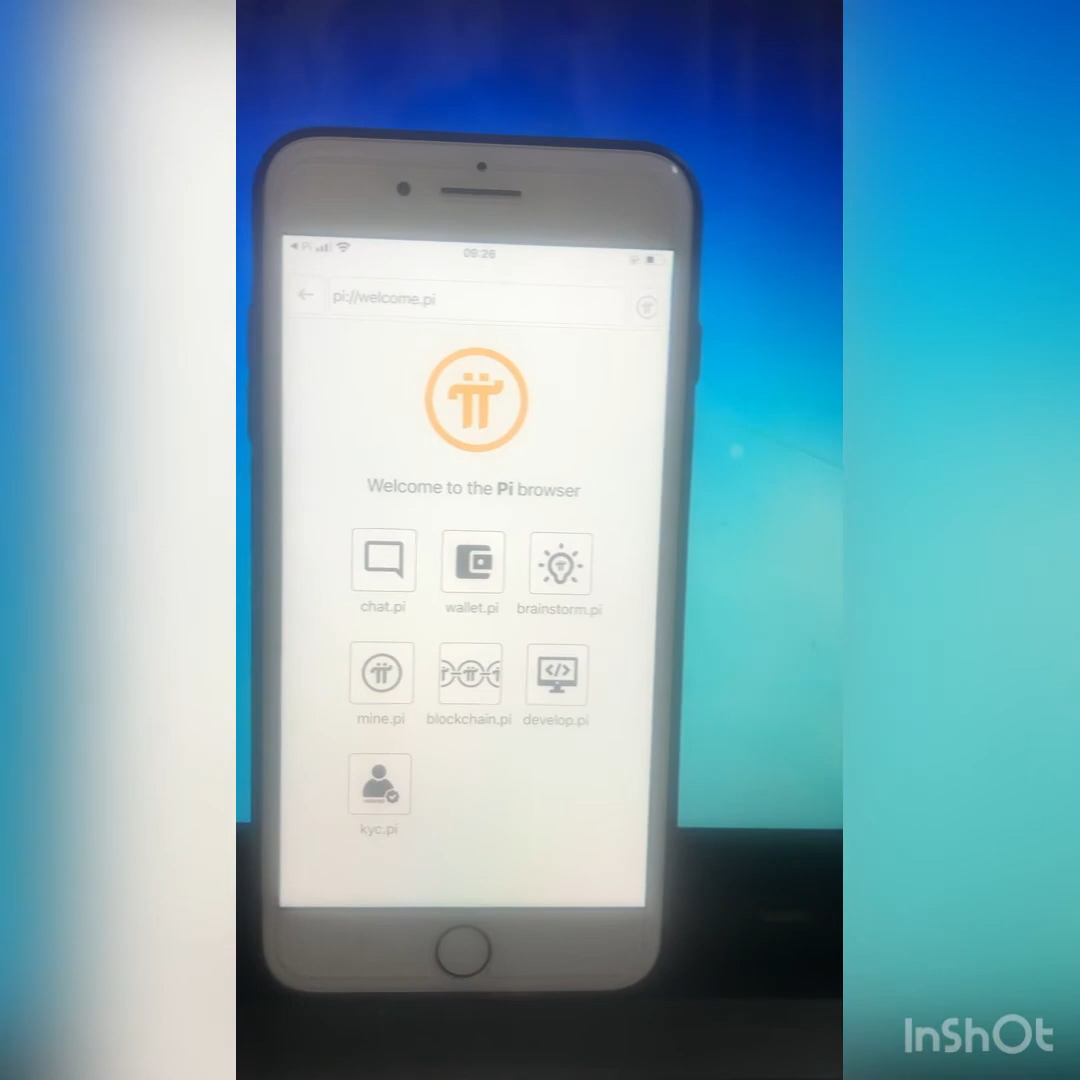 Pi
09:26
pi://welcome.pi
Welcome to the Pi browser
chat.pi wallet.pi brainstorm.pi
mine.pi blockchain.pi develop.pi
kyc.pi
InShOt